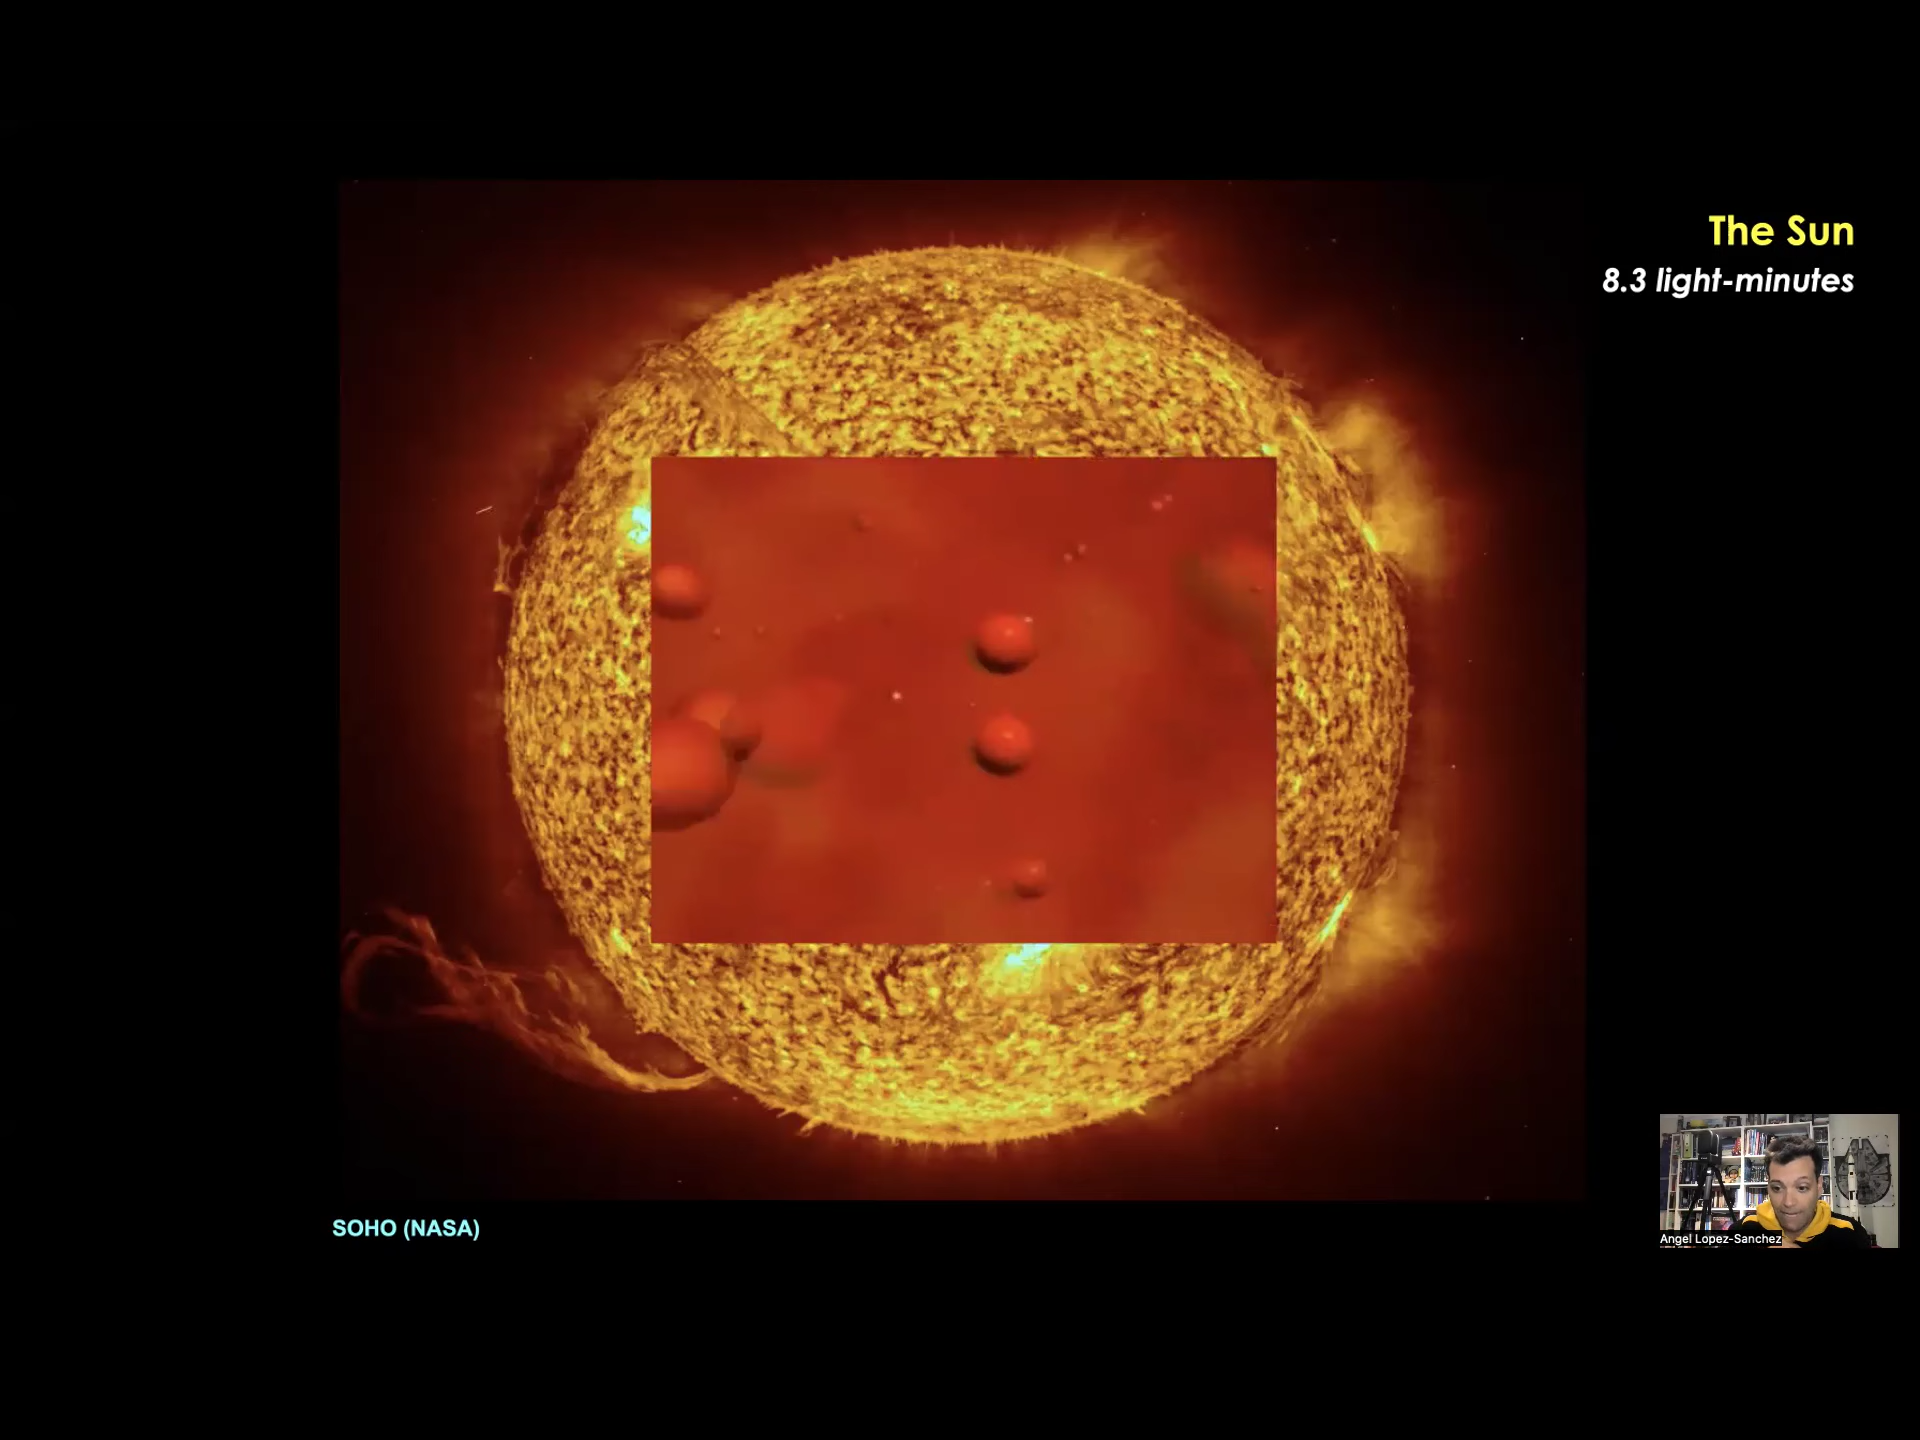 The Sun
8.3 light-minutes
SOHO (NASA)
Angel Lopez-Sanchez